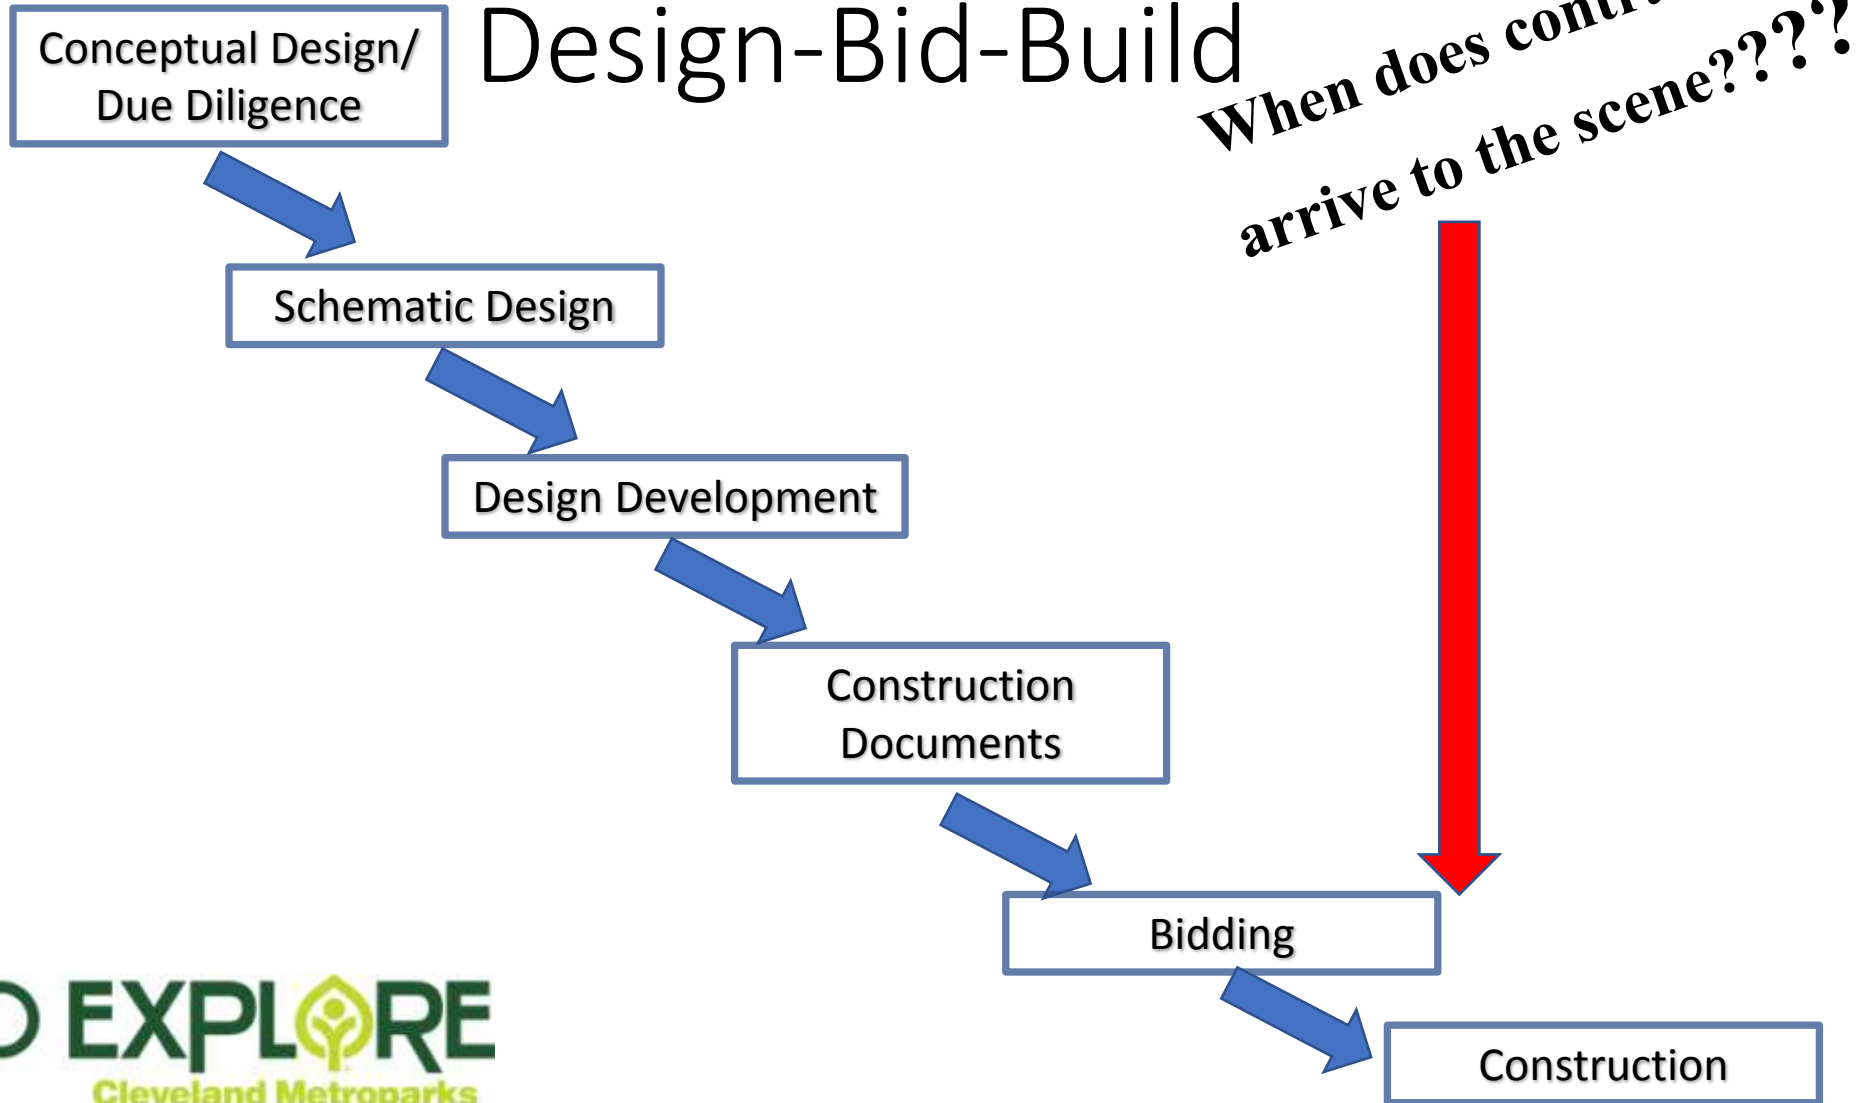 Design-Bid-Build
When does
arrive to the scene?????
Conceptual Design/
Due Diligence
Schematic Design
Design Development
Construction
Documents
Bidding
Construction
EXPLORE
Cleveland Metroparks